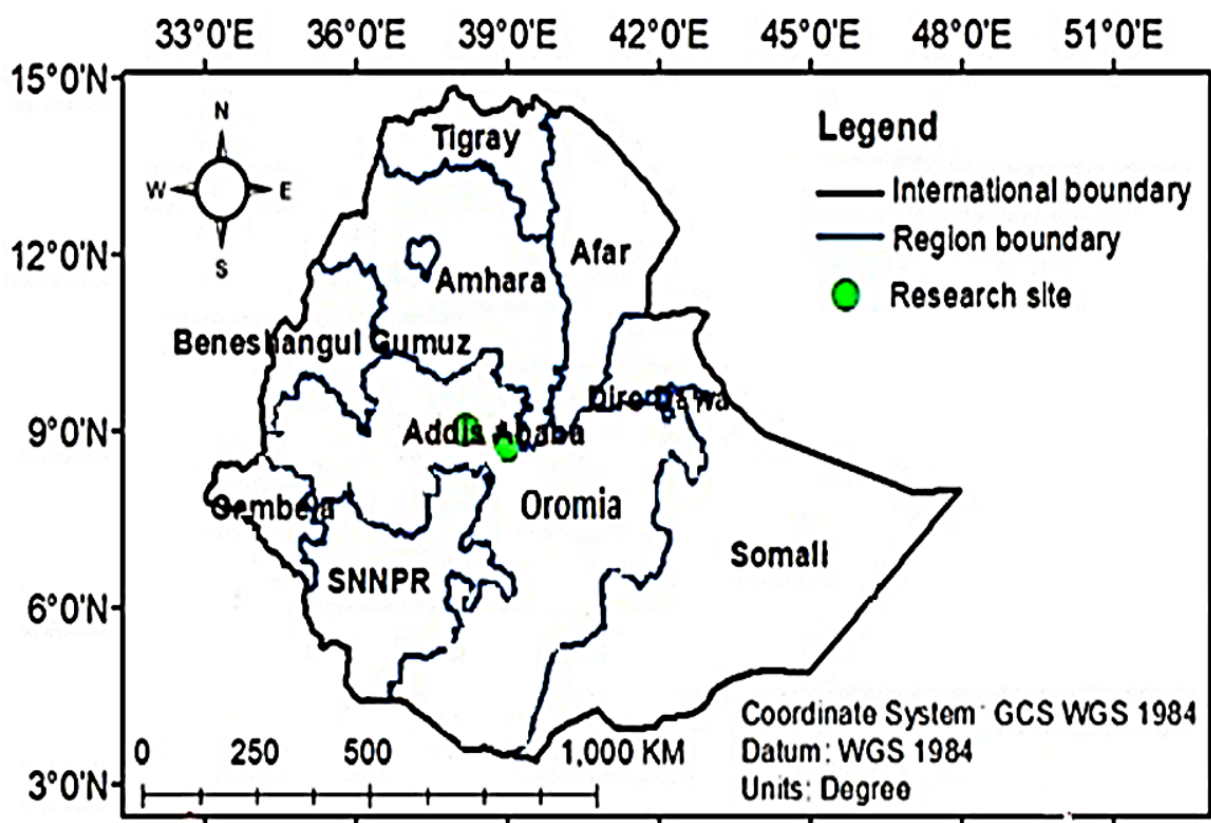 33°0'E 36°0'E 39°0'E 42°0'E 45°0'E 48°0'E 51°0'E
15°0'N
12°0'N
9°0'N
6°0'N
3°0'N
N
W E
S
Tigray
Afar
Amhara
Beneshangul Gumuz
Dire Dawa
Addis Ababa
Oromia
Gambela
SNNPR
Somali
Legend
International boundary
Region boundary
Research site
0 250 500 1,000 KM
Coordinate System: GCS WGS 1984
Datum: WGS 1984
Units: Degree